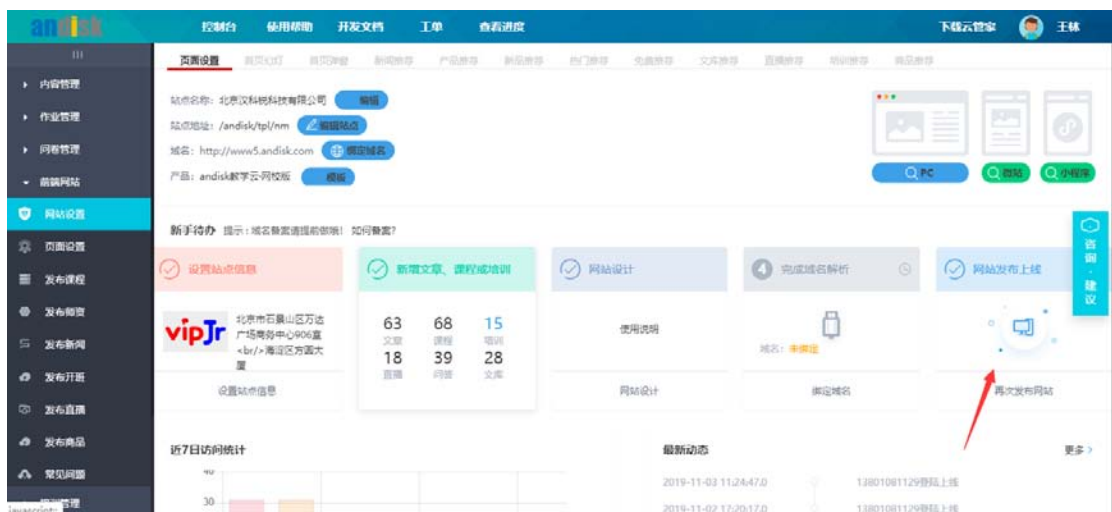 andisk 控制台 使用帮助 开发文档 工单 查看进度 下载云管家 王林
内容管理
作业管理
问卷管理
前端网站
网站设置
页面设置
发布课程
发布师资
发布新闻
发布开班
发布直播
发布商品
常见问题
页面设置 首页幻灯 首页弹窗 新闻推荐 产品推荐 新品推荐 热门推荐 免费推荐 文库推荐 直播推荐 培训推荐 商品推荐
站点名称: 北京汉科锐科技有限公司 编辑
站点地址: /andisk/tpl/nm 编辑站点
域名: http://www5.andisk.com 绑定域名
产品: andisk教学云-网校版 模板
PC 微站 小程序
咨询·建议
新手待办 提示:域名备案请提前做哦! 如何备案?
设置站点信息 新增文章、课程或培训 网站设计 4 完成域名解析 网站发布上线
vipJr
北京市石景山区万达
广场商务中心906室
<br/>海淀区方圆大
厦
63 68 15
文章 课程 培训
18 39 28
直播 问答 文库
使用说明
域名: 未绑定
设置站点信息 网站设计 绑定域名 再次发布网站
近7日访问统计
40
30
最新动态 更多>
2019-11-03 11:24:47.0 13801081129登陆上线
2019-11-02 17:20:17.0 13801081129登陆上线
javascript: